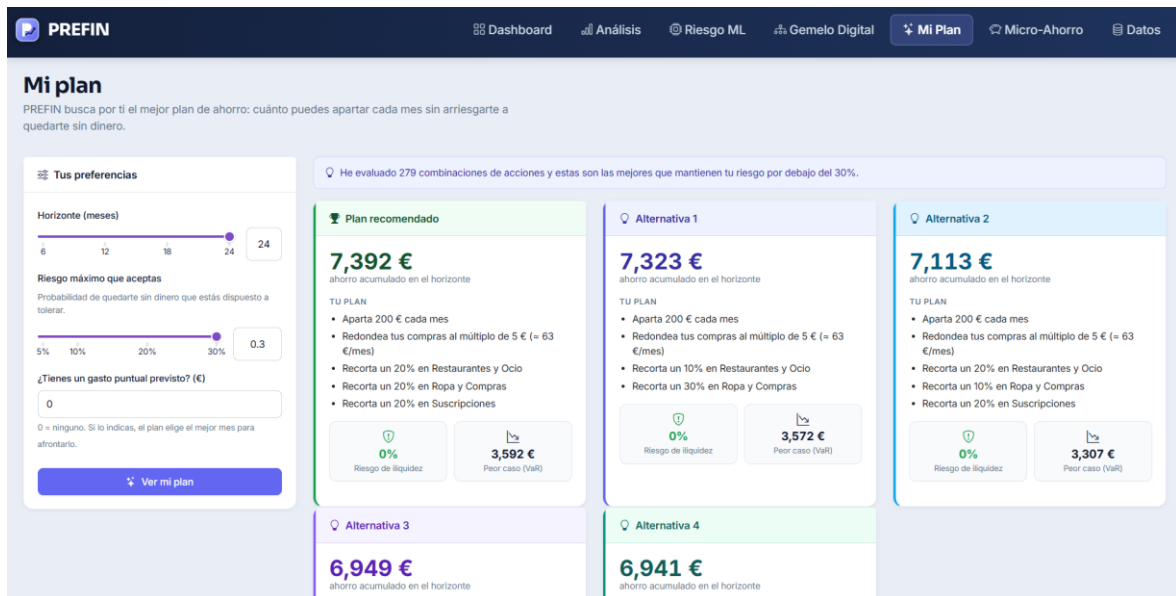 PREFIN
Dashboard
Análisis
Riesgo ML
Gemelo Digital
Mi Plan
Micro-Ahorro
Datos
Mi plan
PREFIN busca por ti el mejor plan de ahorro: cuánto puedes apartar cada mes sin arriesgarte a
quedarte sin dinero.
Tus preferencias
Horizonte (meses)
24
6
12
18
24
Riesgo máximo que aceptas
Probabilidad de quedarte sin dinero que estás dispuesto a
tolerar.
0.3
5%
10%
20%
30%
¿Tienes un gasto puntual previsto? (€)
0
0 = ninguno. Si lo indicas, el plan elige el mejor mes para
afrontarlo.
Ver mi plan
He evaluado 279 combinaciones de acciones y estas son las mejores que mantienen tu riesgo por debajo del 30%.
Plan recomendado
7,392 €
ahorro acumulado en el horizonte
TU PLAN
• Aparta 200 € cada mes
• Redondea tus compras al múltiplo de 5 € (≈ 63
€/mes)
• Recorta un 20% en Restaurantes y Ocio
• Recorta un 20% en Ropa y Compras
• Recorta un 20% en Suscripciones
0%
Riesgo de iliquidez
3,592 €
Peor caso (VaR)
Alternativa 1
7,323 €
ahorro acumulado en el horizonte
TU PLAN
• Aparta 200 € cada mes
• Redondea tus compras al múltiplo de 5 € (≈ 63
€/mes)
• Recorta un 10% en Restaurantes y Ocio
• Recorta un 30% en Ropa y Compras
0%
Riesgo de iliquidez
3,572 €
Peor caso (VaR)
Alternativa 2
7,113 €
ahorro acumulado en el horizonte
TU PLAN
• Aparta 200 € cada mes
• Redondea tus compras al múltiplo de 5 € (≈ 63
€/mes)
• Recorta un 20% en Restaurantes y Ocio
• Recorta un 10% en Ropa y Compras
• Recorta un 20% en Suscripciones
0%
Riesgo de iliquidez
3,307 €
Peor caso (VaR)
Alternativa 3
6,949 €
ahorro acumulado en el horizonte
Alternativa 4
6,941 €
ahorro acumulado en el horizonte